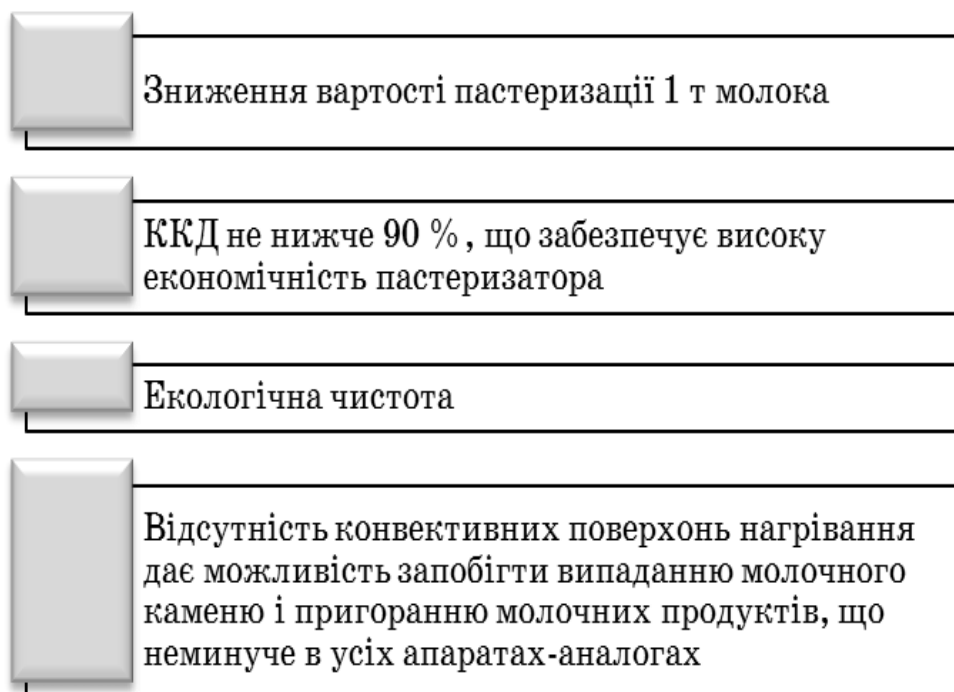 Зниження вартості пастеризації 1 т молока
ККД не нижче 90 % , що забезпечує високу
економічність пастеризатора
Екологічна чистота
Відсутність конвективних поверхонь нагрівання
дає можливість запобігти випаданню молочного
каменю і пригоранню молочних продуктів, що
неминуче в усіх апаратах-аналогах